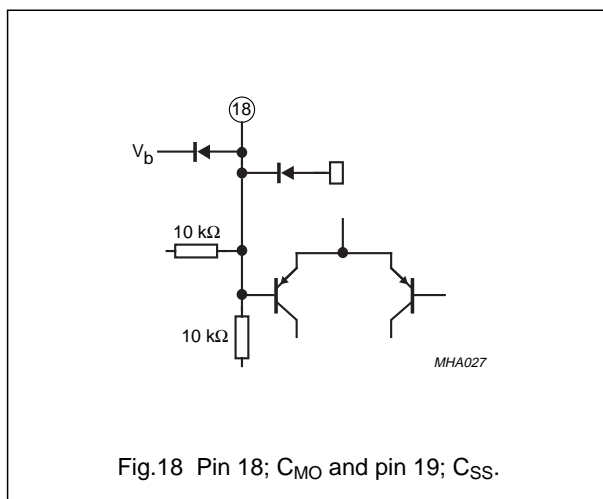 18
V_b
10 kΩ
10 kΩ
MHA027
Fig.18 Pin 18; C_MO and pin 19; C_SS.